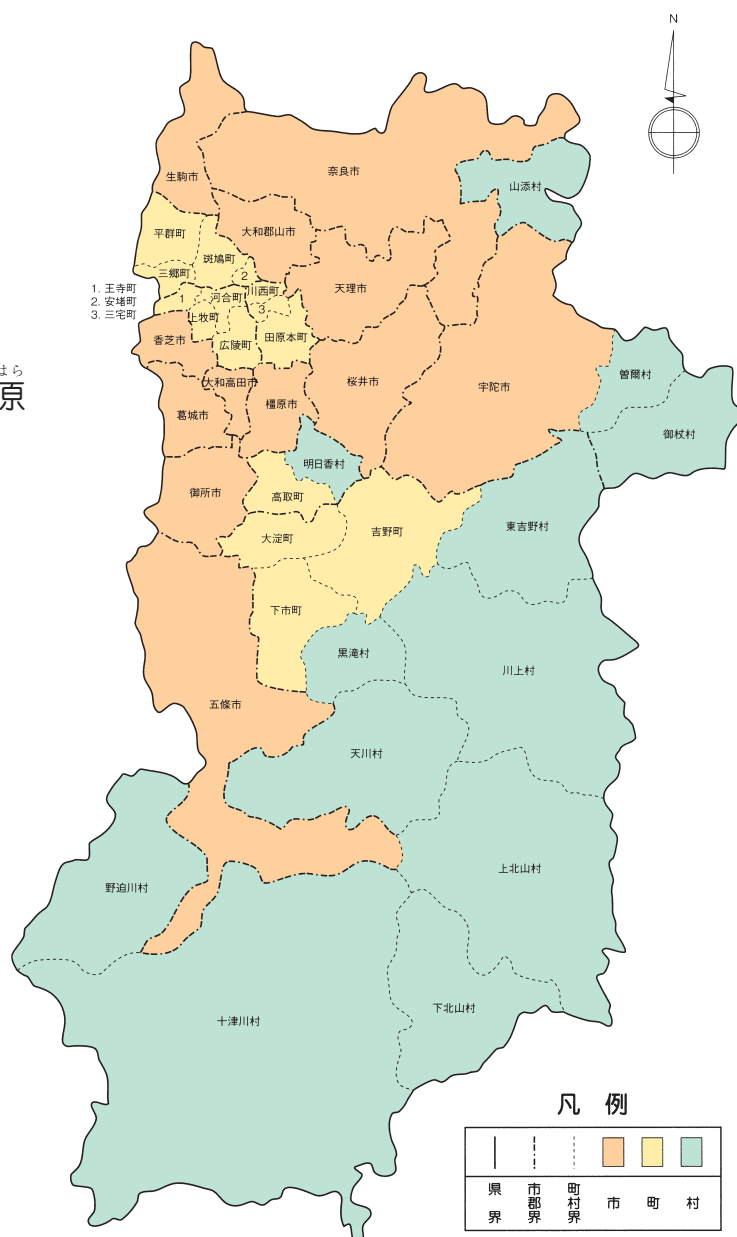 N
奈良市
生駒市
山添村
平群町
大和郡山市
斑鳩町
三郷町
2
天理市
1. 王寺町
2. 安堵町
3. 三宅町
1
河合町
川西町
3
上牧町
香芝市
広陵町
田原本町
はら
原
大和高田市
桜井市
宇陀市
曽爾村
葛城市
橿原市
御杖村
明日香村
御所市
高取町
大淀町
吉野町
東吉野村
下市町
黒滝村
川上村
五條市
天川村
上北山村
野迫川村
下北山村
十津川村
凡 例
県界
市郡界
町村界
市
町
村